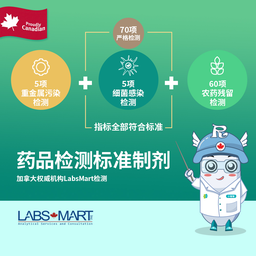 Proudly
Canadian
70项
严格检测
5项
重金属污染
检测
5项
细菌感染
检测
60项
农药残留
检测
指标全部符合标准
药品检测标准制剂
加拿大权威机构LabsMart检测
LABS-MART
Analytical Services and Consultation